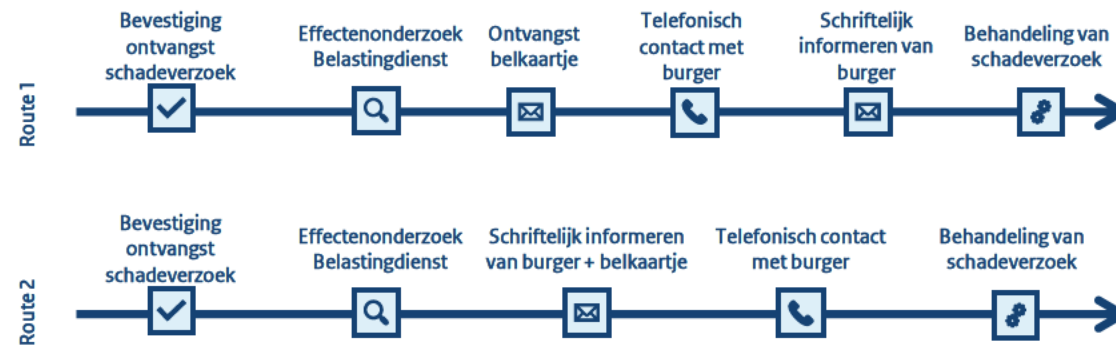 Route 1
Bevestiging
ontvangst
schadeverzoek
Effectenonderzoek
Belastingdienst
Ontvangst
belkaartje
Telefonisch
contact met
burger
Schriftelijk
informeren van
burger
Behandeling van
schadeverzoek
Route 2
Bevestiging
ontvangst
schadeverzoek
Effectenonderzoek
Belastingdienst
Schriftelijk informeren
van burger + belkaartje
Telefonisch contact
met burger
Behandeling van
schadeverzoek